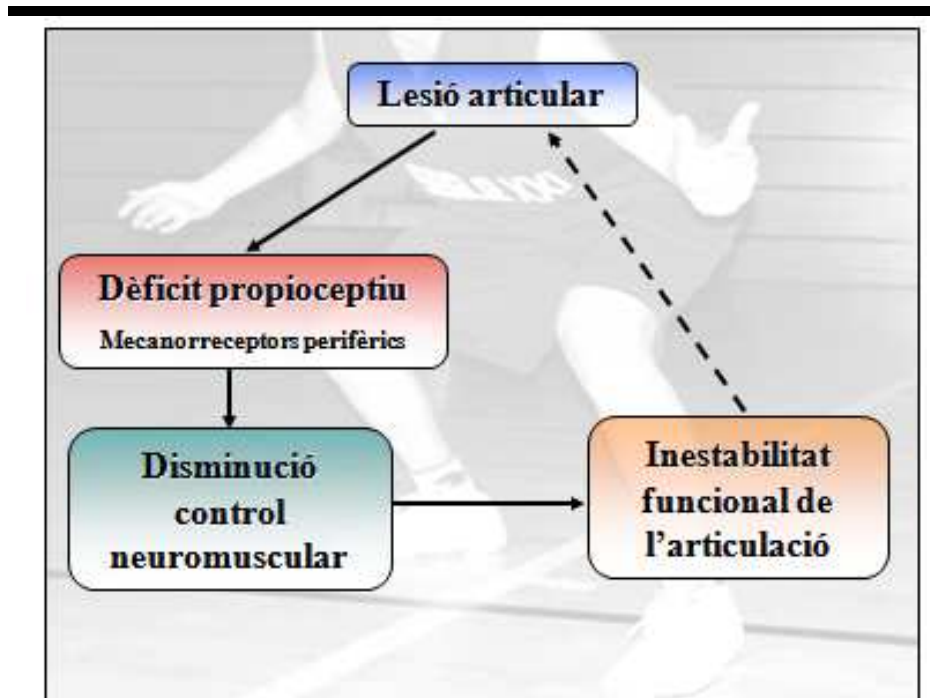 Lesió articular
Dèficit propioceptiu
Mecanorreceptors perifèrics
Disminució
control
neuromuscular
Inestabilitat
funcional de
l’articulació